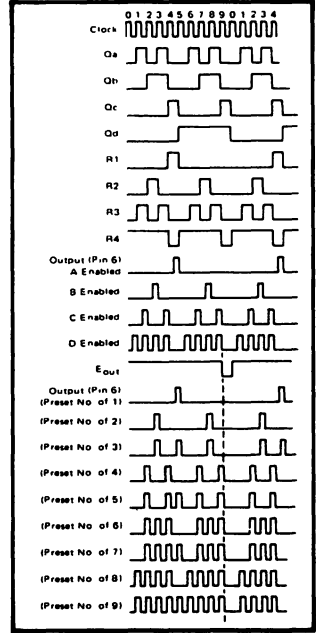 0 1 2 3 4 5 6 7 8 9 0 1 2 3 4
Clock
Qa
Qb
Qc
Qd
R1
R2
R3
R4
Output (Pin 6)
A Enabled
B Enabled
C Enabled
D Enabled
Eout
Output (Pin 6)
(Preset No. of 1)
(Preset No. of 2)
(Preset No. of 3)
(Preset No. of 4)
(Preset No. of 5)
(Preset No. of 6)
(Preset No. of 7)
(Preset No. of 8)
(Preset No. of 9)